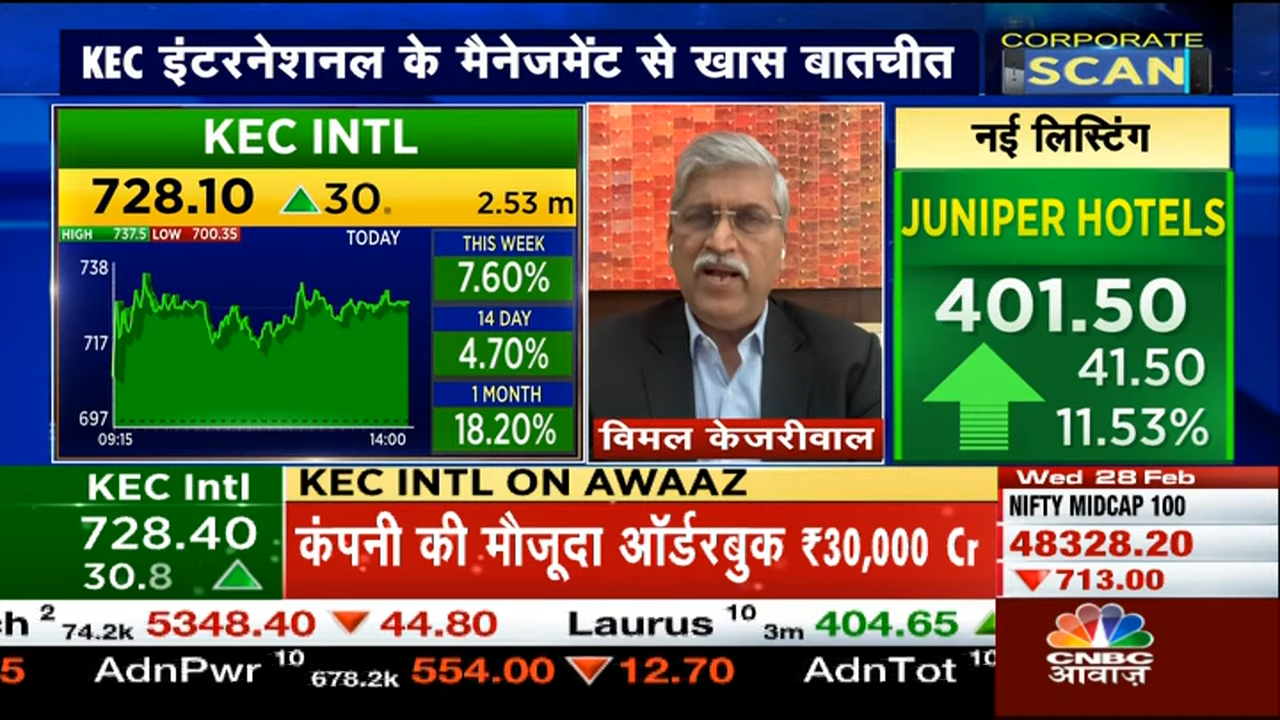 KEC इंटरनेशनल के मैनेजमेंट से खास बातचीत
CORPORATE
SCAN
KEC INTL
728.10 ▲30.
2.53 m
HIGH 737.5 LOW 700.35
TODAY
738
717
697
09:15
14:00
THIS WEEK
7.60%
14 DAY
4.70%
1 MONTH
18.20%
विमल केजरीवाल
नई लिस्टिंग
JUNIPER HOTELS
401.50
41.50
11.53%
KEC Intl
728.40
30.8 ▲
KEC INTL ON AWAAZ
कंपनी की मौजूदा ऑर्डरबुक ₹30,000 Cr
Wed 28 Feb
NIFTY MIDCAP 100
48328.20
▼713.00
h 2 74.2k 5348.40 ▼ 44.80 Laurus 10 3m 404.65 ▲
5 AdnPwr 10 678.2k 554.00 ▼12.70 AdnTot 10
CNBC
आवाज़